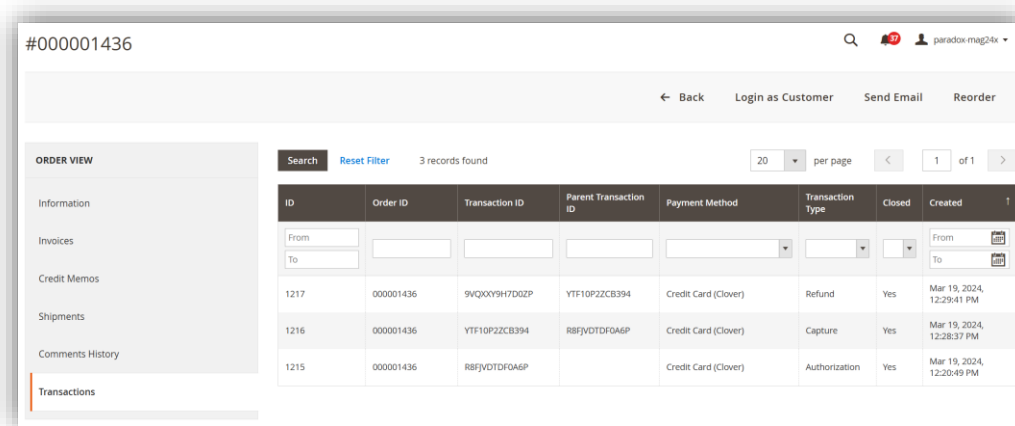 #000001436
37
paradox-mag24x
← Back Login as Customer Send Email Reorder
ORDER VIEW
Information
Invoices
Credit Memos
Shipments
Comments History
Transactions
Search Reset Filter 3 records found 20 per page 1 of 1
ID Order ID Transaction ID Parent Transaction ID Payment Method Transaction Type Closed Created ↑
From From
To To
1217 000001436 9VQXXY9H7D0ZP YTF10P2ZCB394 Credit Card (Clover) Refund Yes Mar 19, 2024, 12:29:41 PM
1216 000001436 YTF10P2ZCB394 R8FJVDTDF0A6P Credit Card (Clover) Capture Yes Mar 19, 2024, 12:28:37 PM
1215 000001436 R8FJVDTDF0A6P Credit Card (Clover) Authorization Yes Mar 19, 2024, 12:20:49 PM